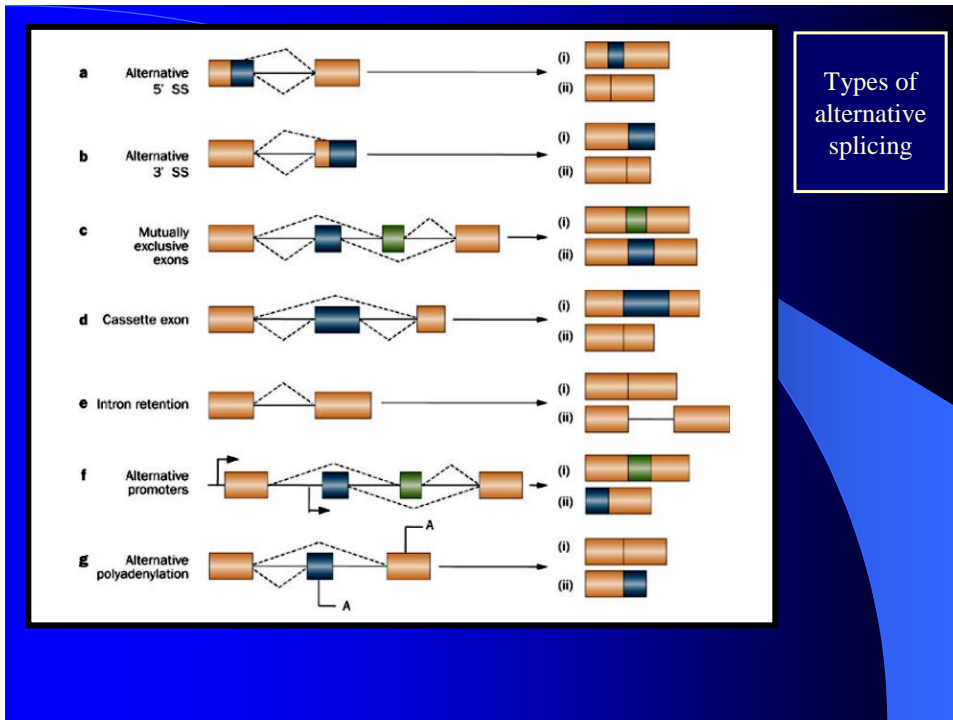 Types of
alternative
splicing
a Alternative
5' SS
(i)
(ii)
b Alternative
3' SS
(i)
(ii)
c Mutually
exclusive
exons
(i)
(ii)
d Cassette exon
(i)
(ii)
e Intron retention
(i)
(ii)
f Alternative
promoters
(i)
(ii)
A
g Alternative
polyadenylation
A
(i)
(ii)